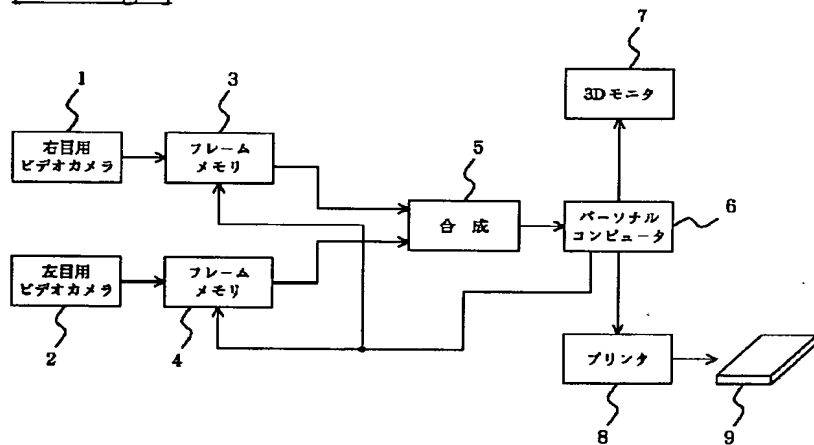 7
3Dモニタ
1
3
右目用
ビデオカメラ
フレーム
メモリ
5
合成
パーソナル
コンピュータ
6
左目用
ビデオカメラ
フレーム
メモリ
2
4
プリンタ
8
9